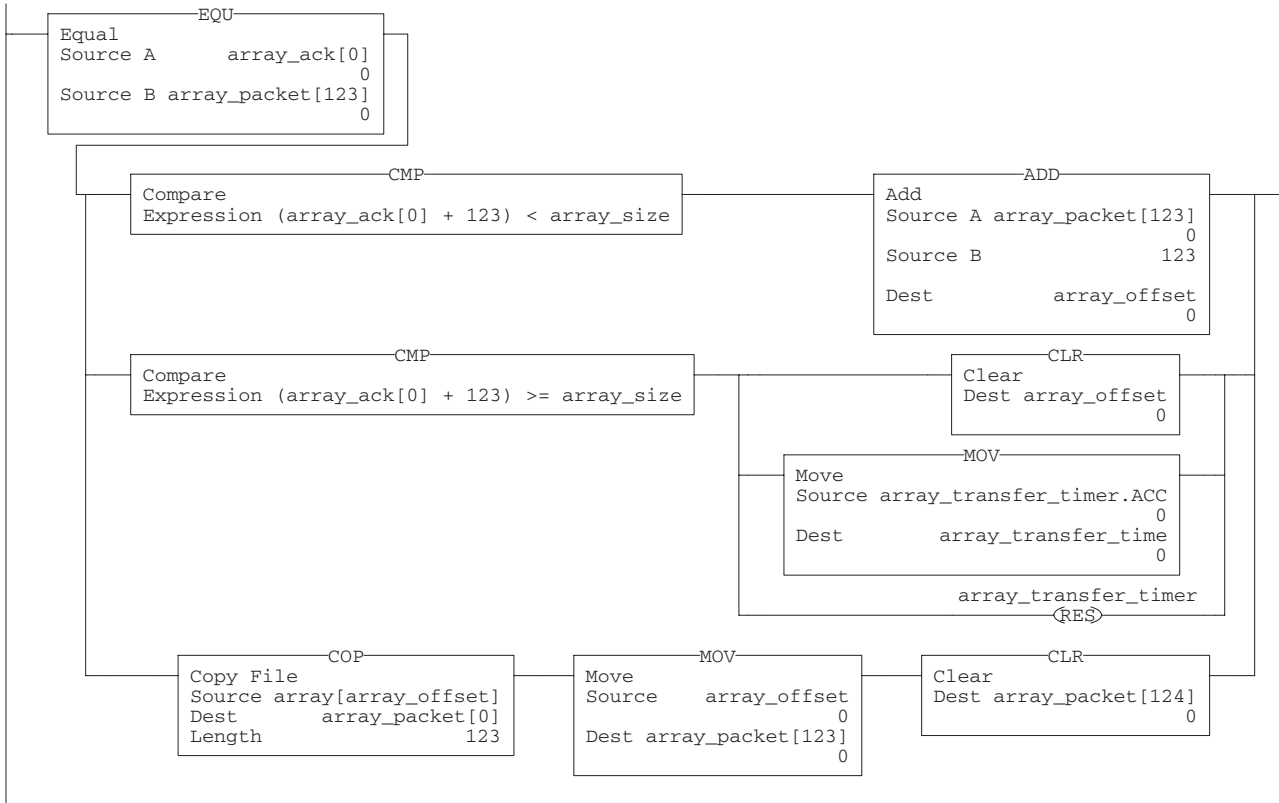 EQU
Equal
Source A array_ack[0]
0
Source B array_packet[123]
0
CMP
Compare
Expression (array_ack[0] + 123) < array_size
ADD
Add
Source A array_packet[123]
0
Source B 123
Dest array_offset
0
CMP
Compare
Expression (array_ack[0] + 123) >= array_size
CLR
Clear
Dest array_offset
0
MOV
Move
Source array_transfer_timer.ACC
0
Dest array_transfer_time
0
array_transfer_timer
RES
COP
Copy File
Source array[array_offset]
Dest array_packet[0]
Length 123
MOV
Move
Source array_offset
0
Dest array_packet[123]
0
CLR
Clear
Dest array_packet[124]
0